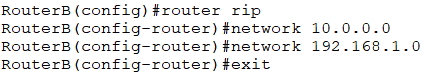 RouterB(config)#router rip
RouterB(config-router)#network 10.0.0.0
RouterB(config-router)#network 192.168.1.0
RouterB(config-router)#exit